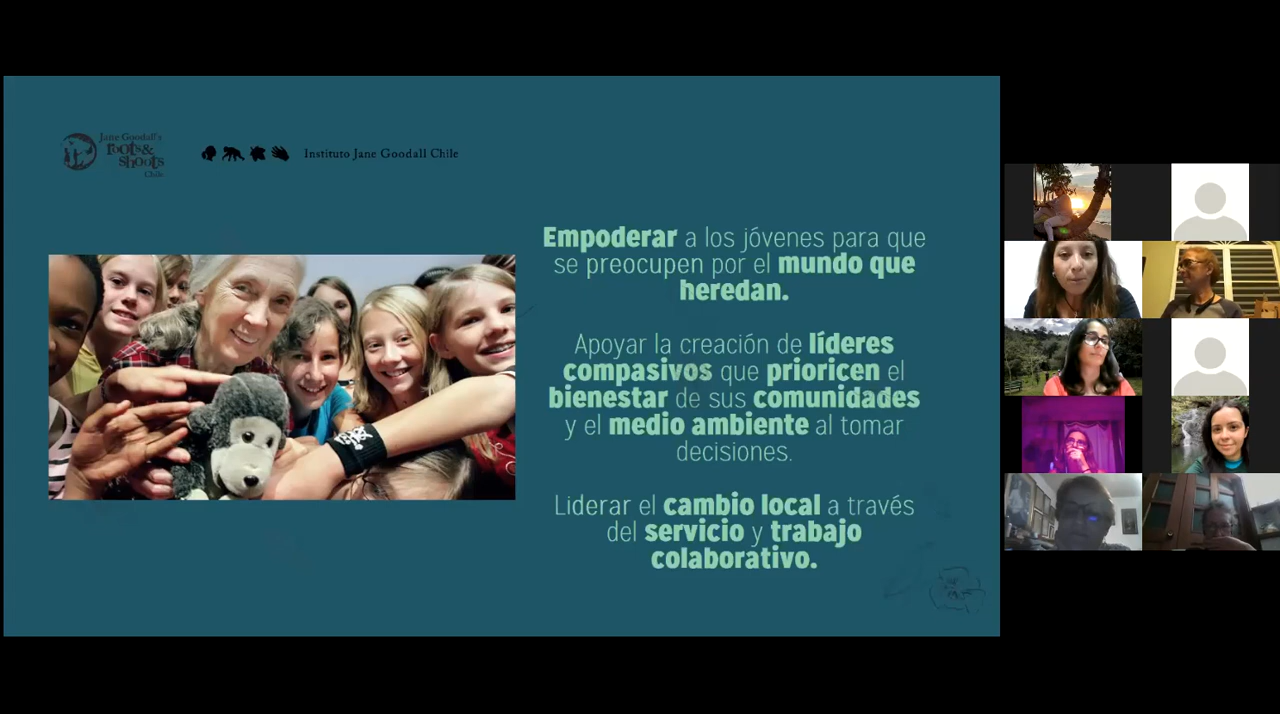 Jane Goodall's
roots&
shoots
Chile
Instituto Jane Goodall Chile
Empoderar a los jóvenes para que
se preocupen por el mundo que
heredan.
Apoyar la creación de líderes
compasivos que prioricen el
bienestar de sus comunidades
y el medio ambiente al tomar
decisiones.
Liderar el cambio local a través
del servicio y trabajo
colaborativo.